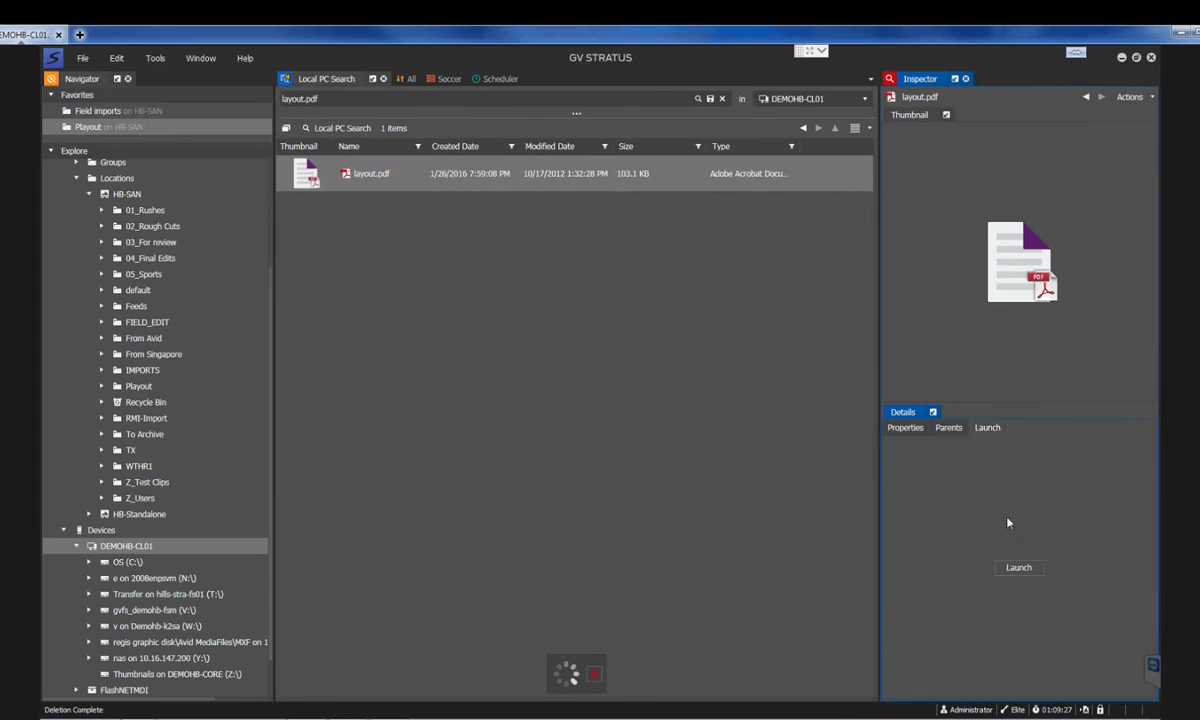 EMOHB-CL01.
File Edit Tools Window Help
GV STRATUS
Navigator
Local PC Search
All
Soccer
Scheduler
Inspector
Favorites
Field imports on HB-SAN
Playout on HB-SAN
Explore
Groups
Locations
HB-SAN
01_Rushes
02_Rough Cuts
03_For review
04_Final Edits
05_Sports
default
Feeds
FIELD_EDIT
From Avid
From Singapore
IMPORTS
Playout
Recycle Bin
RMI-Import
To Archive
TX
WTHR1
Z_Test Clips
Z_Users
HB-Standalone
Devices
DEMOHB-CL01
OS (C:\)
e on 2008enpsvm (N:\)
Transfer on hills-stra-fs01 (T:\)
gvfs_demohb-fsm (V:\)
v on Demohb-k2sa (W:\)
regis graphic disk\Avid MediaFiles\MXF on 1
nas on 10.16.147.200 (Y:\)
Thumbnails on DEMOHB-CORE (Z:\)
FlashNETMDI
layout.pdf
in
DEMOHB-CL01
Local PC Search 1 items
Thumbnail Name Created Date Modified Date Size Type
layout.pdf 1/26/2016 7:59:08 PM 10/17/2012 1:32:28 PM 103.1 KB Adobe Acrobat Docu...
layout.pdf
Actions
Thumbnail
PDF
Details
Properties Parents Launch
Launch
Deletion Complete
Administrator
Elite
01:09:27